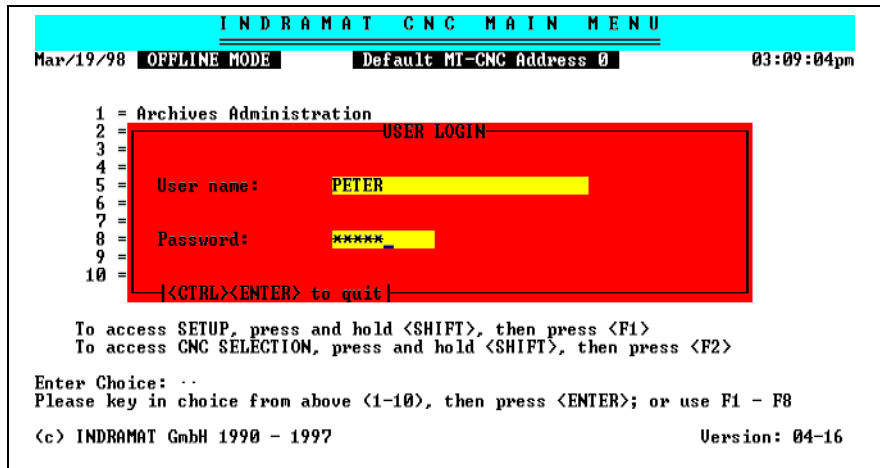 I N D R A M A T   C N C   M A I N   M E N U
Mar/19/98 OFFLINE MODE Default MT-CNC Address 0 03:09:04pm
1 = Archives Administration
2 = USER LOGIN
3 =
4 =
5 = User name: PETER
6 =
7 =
8 = Password: *****_
9 =
10 =
<CTRL><ENTER> to quit
To access SETUP, press and hold <SHIFT>, then press <F1>
To access CNC SELECTION, press and hold <SHIFT>, then press <F2>
Enter Choice: ··
Please key in choice from above (1-10), then press <ENTER>; or use F1 - F8
(c) INDRAMAT GmbH 1990 - 1997 Version: 04-16